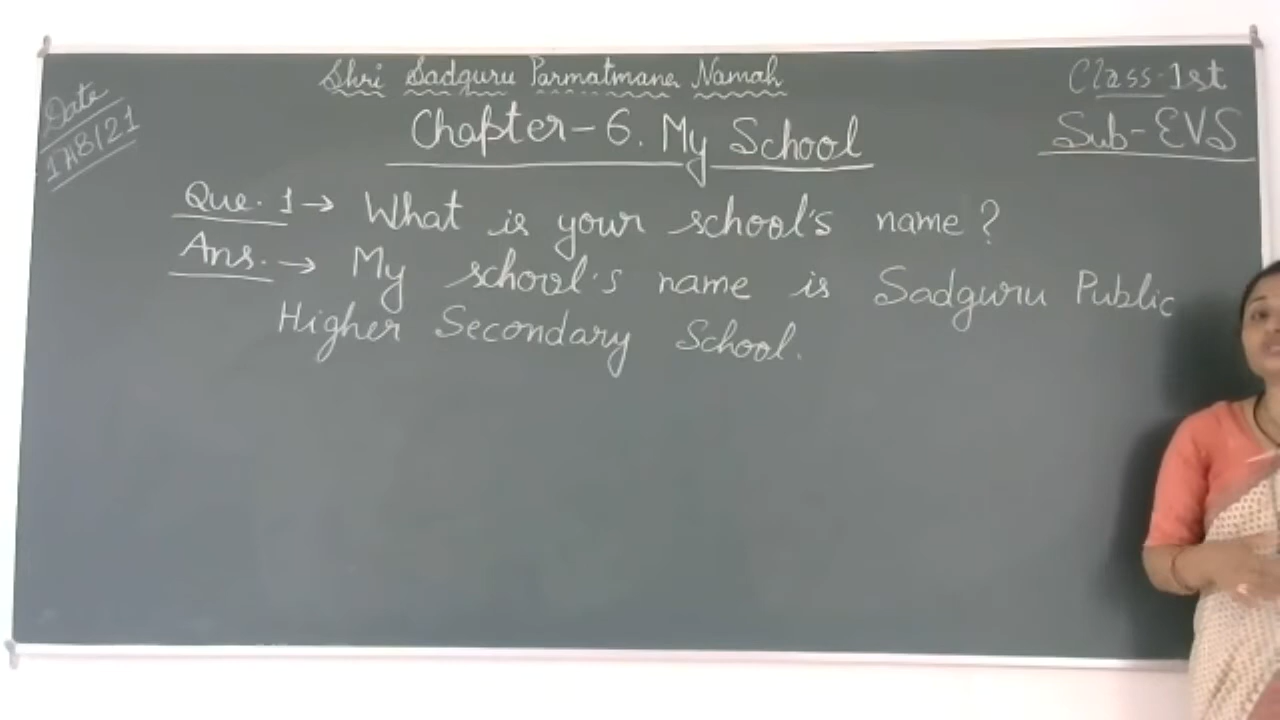 Shri Sadguru Parmatmane Namah
Date
17/8/21
Class-1st
Sub-EVS
Chapter-6. My School
Que. 1→ What is your school's name?
Ans.→ My school's name is Sadguru Public
Higher Secondary School.